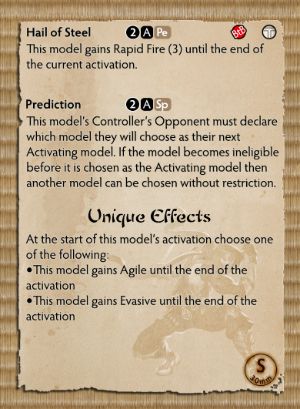 Hail of Steel 2 A Pe B2B
This model gains Rapid Fire (3) until the end of
the current activation.
Prediction 2 A Sp
This model's Controller's Opponent must declare
which model they will choose as their next
Activating model. If the model becomes ineligible
before it is chosen as the Activating model then
another model can be chosen without restriction.
Unique Effects
At the start of this model's activation choose one
of the following:
•This model gains Agile until the end of the
activation
•This model gains Evasive until the end of the
activation
S
30mm